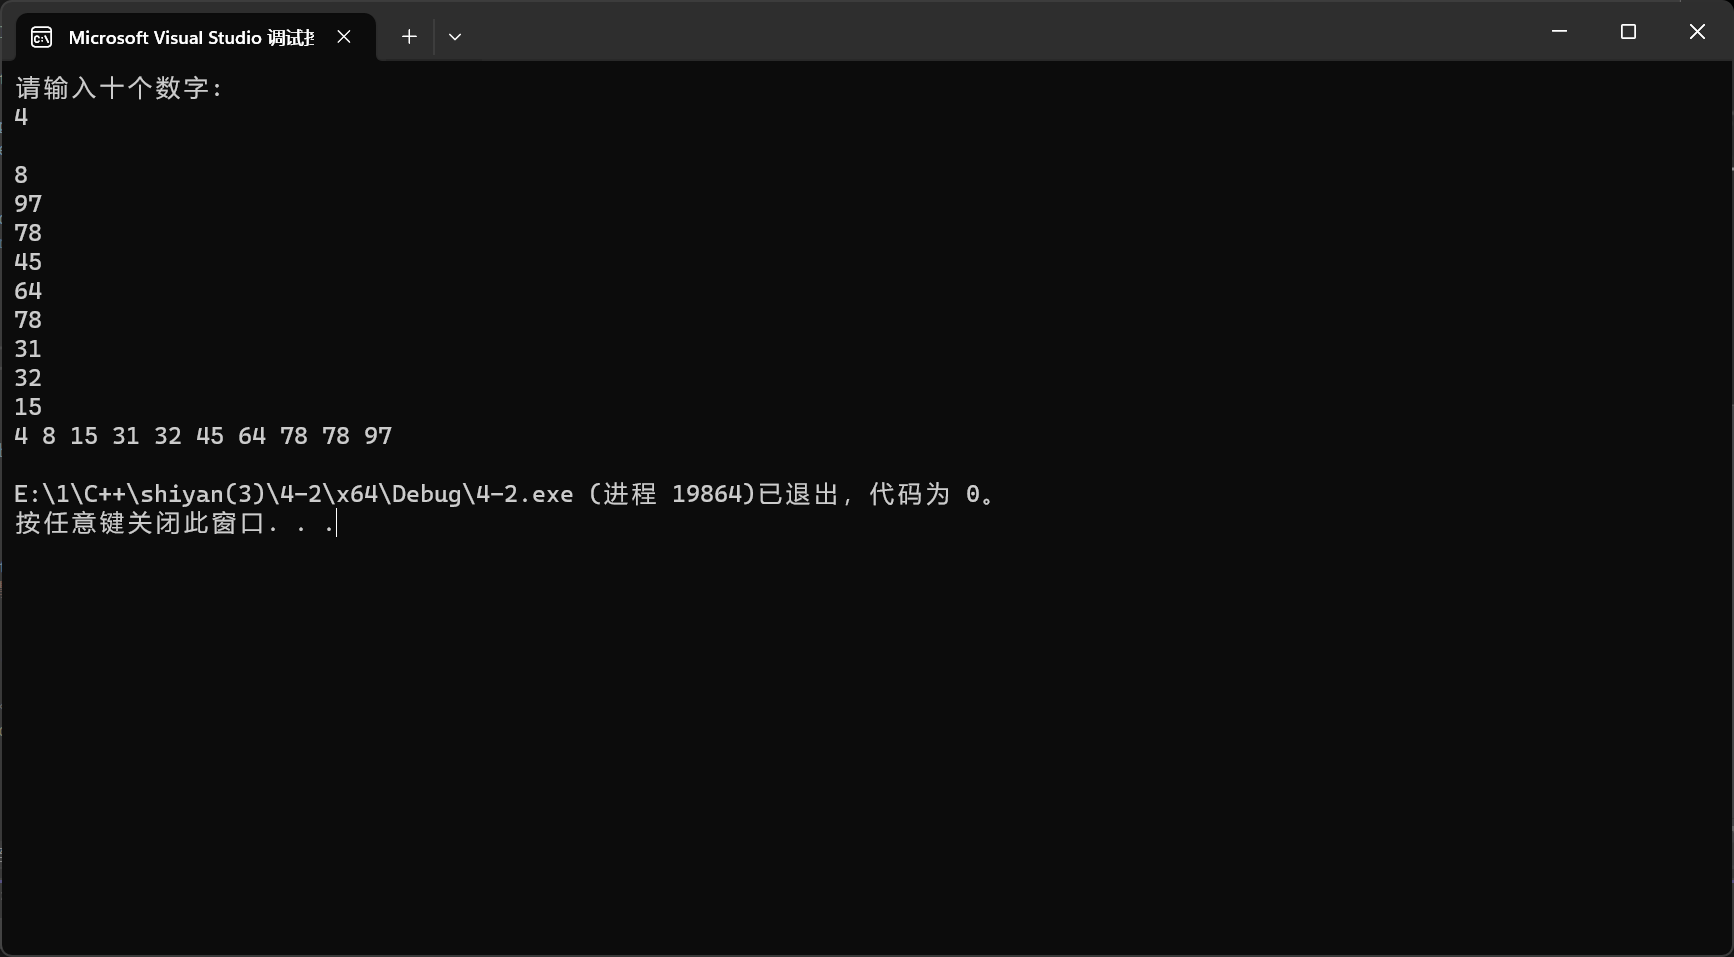 Microsoft Visual Studio 调试
请输入十个数字:
4
8
97
78
45
64
78
31
32
15
4 8 15 31 32 45 64 78 78 97
E:\1\C++\shiyan(3)\4-2\x64\Debug\4-2.exe (进程 19864)已退出，代码为 0。
按任意键关闭此窗口. . .